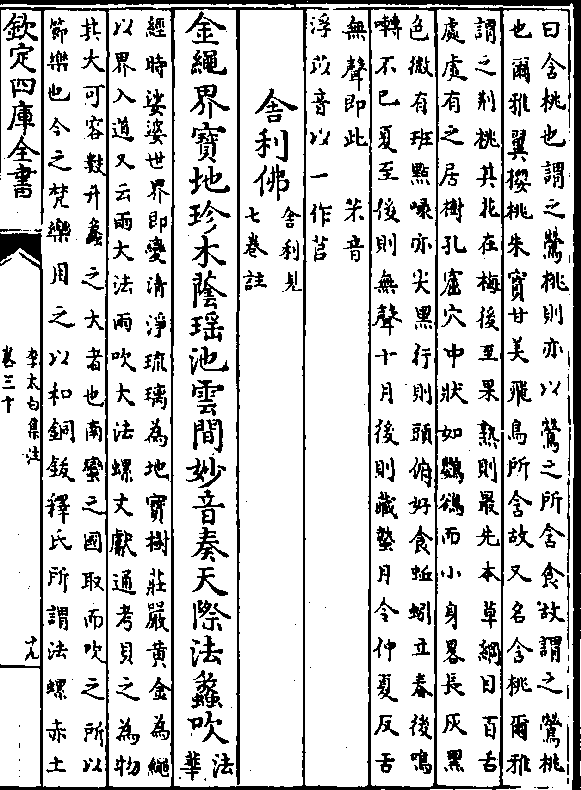 曰含桃也謂之鶯桃則亦以鶯之所含食故謂之鶯桃
也爾雅翼櫻桃朱實甘美飛鳥所含故又名含桃爾雅
謂之荆桃其花在梅後至果熟則最先本草綱目百舌
處處有之居樹孔窟穴中狀如鸜鵒而小身畧長灰黑
色微有班點喙亦尖黑行則頭俯好食蚯蚓立春後鳴
囀不已夏至後則無聲十月後則藏蟄月令仲夏反舌
無聲即此 米音
浮苡音以一作苢
舎利佛
舎利見
七卷註
金繩界寳地珍木蔭瑶池雲間妙音奏天際法蠡吹
法
華
經時娑婆世界即變清淨琉璃為地寳樹莊嚴黄金為繩
以界入道又云雨大法雨吹大法螺文獻通考貝之為物
其大可容數升蠡之大者也南蠻之國取而吹之所以
節樂也今之梵樂用之以和銅鈸釋氏所謂法螺赤土
欽定四庫全書
李太白集注
卷三十
十九